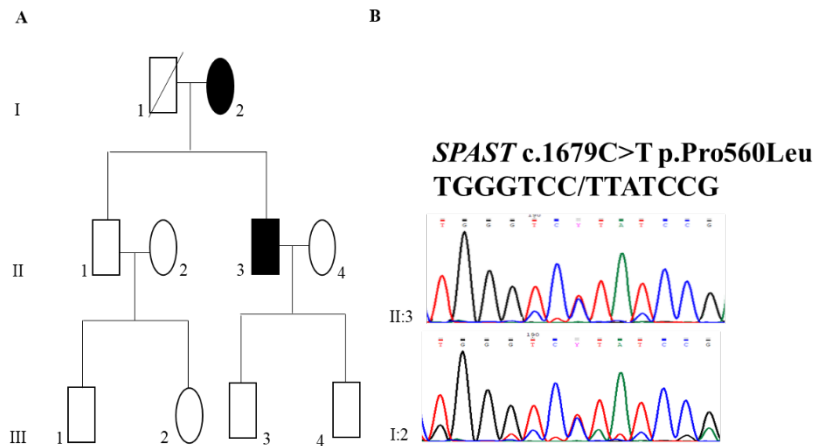 A
B
I
1
2
SPAST c.1679C>T p.Pro560Leu
TGGGTCC/TTATCCG
T G G G T C Y T A T C C G
II
1
2
3
4
II:3
T G G G T C Y T A T C C G
I:2
III
1
2
3
4